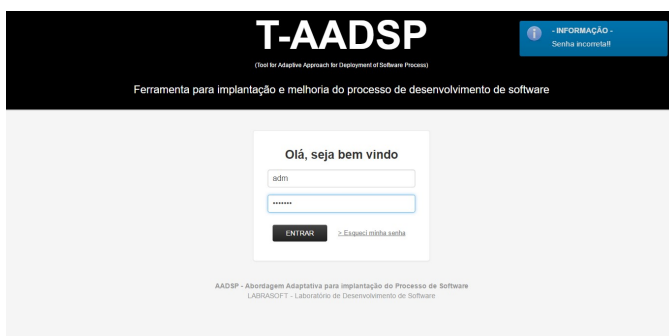 T-AADSP
(Tool for Adaptive Approach for Deployment of Software Process)
Ferramenta para implantação e melhoria do processo de desenvolvimento de software
- INFORMAÇÃO -
Senha incorreta!!
Olá, seja bem vindo
adm
•••••••
ENTRAR > Esqueci minha senha
AADSP - Abordagem Adaptativa para implantação do Processo de Software
LABRASOFT - Laboratório de Desenvolvimento de Software